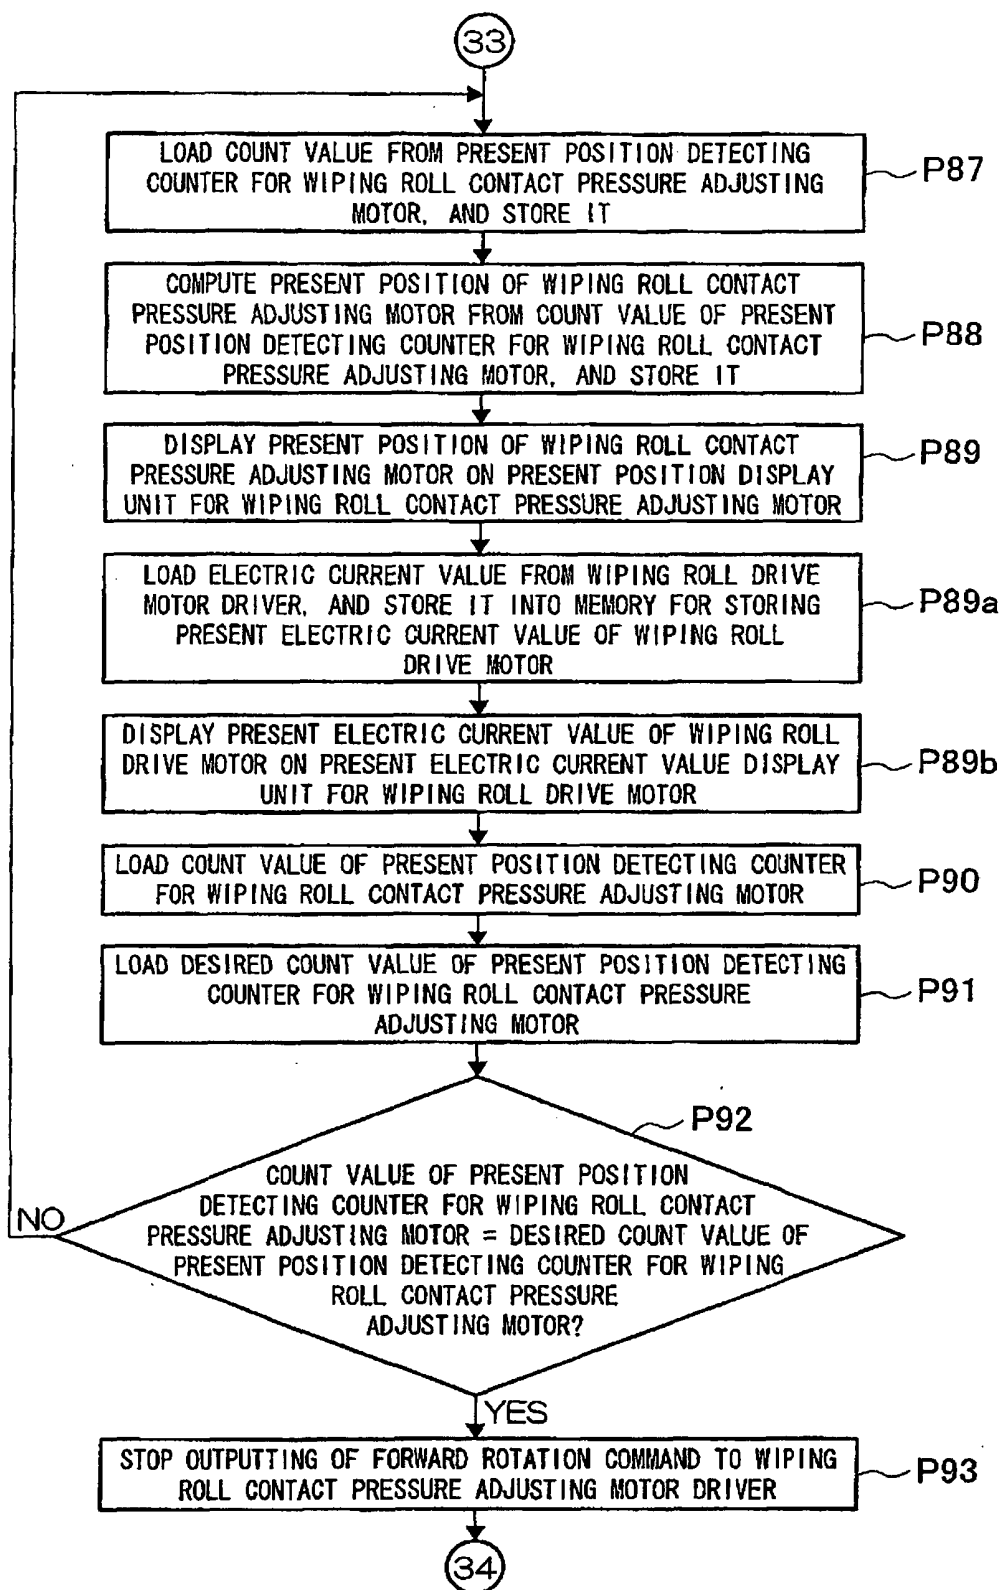 33
LOAD COUNT VALUE FROM PRESENT POSITION DETECTING
COUNTER FOR WIPING ROLL CONTACT PRESSURE ADJUSTING
MOTOR, AND STORE IT
P87
COMPUTE PRESENT POSITION OF WIPING ROLL CONTACT
PRESSURE ADJUSTING MOTOR FROM COUNT VALUE OF PRESENT
POSITION DETECTING COUNTER FOR WIPING ROLL CONTACT
PRESSURE ADJUSTING MOTOR, AND STORE IT
P88
DISPLAY PRESENT POSITION OF WIPING ROLL CONTACT
PRESSURE ADJUSTING MOTOR ON PRESENT POSITION DISPLAY
UNIT FOR WIPING ROLL CONTACT PRESSURE ADJUSTING MOTOR
P89
LOAD ELECTRIC CURRENT VALUE FROM WIPING ROLL DRIVE
MOTOR DRIVER, AND STORE IT INTO MEMORY FOR STORING
PRESENT ELECTRIC CURRENT VALUE OF WIPING ROLL
DRIVE MOTOR
P89a
DISPLAY PRESENT ELECTRIC CURRENT VALUE OF WIPING ROLL
DRIVE MOTOR ON PRESENT ELECTRIC CURRENT VALUE DISPLAY
UNIT FOR WIPING ROLL DRIVE MOTOR
P89b
LOAD COUNT VALUE OF PRESENT POSITION DETECTING COUNTER
FOR WIPING ROLL CONTACT PRESSURE ADJUSTING MOTOR
P90
LOAD DESIRED COUNT VALUE OF PRESENT POSITION DETECTING
COUNTER FOR WIPING ROLL CONTACT PRESSURE
ADJUSTING MOTOR
P91
P92
COUNT VALUE OF PRESENT POSITION
DETECTING COUNTER FOR WIPING ROLL CONTACT
PRESSURE ADJUSTING MOTOR = DESIRED COUNT VALUE OF
PRESENT POSITION DETECTING COUNTER FOR WIPING
ROLL CONTACT PRESSURE
ADJUSTING MOTOR?
NO
YES
STOP OUTPUTTING OF FORWARD ROTATION COMMAND TO WIPING
ROLL CONTACT PRESSURE ADJUSTING MOTOR DRIVER
P93
34